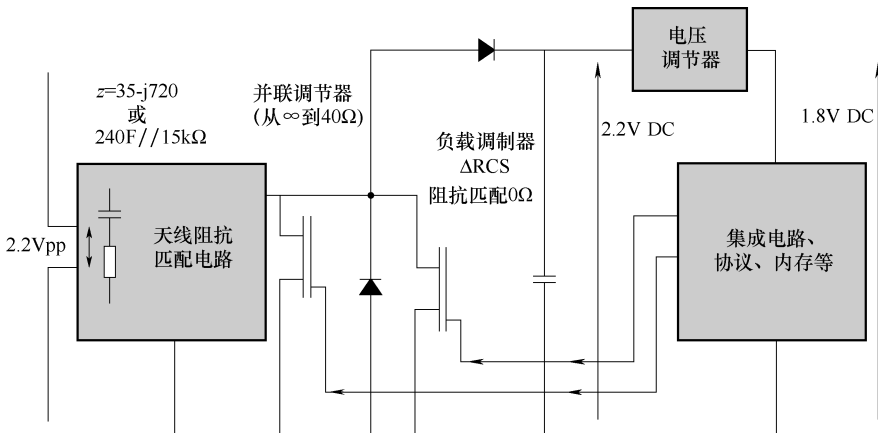 电压
调节器
z=35-j720
或
240F//15kΩ
并联调节器
(从∞到40Ω)
负载调制器
ΔRCS
阻抗匹配0Ω
2.2V DC
1.8V DC
2.2Vpp
天线阻抗
匹配电路
集成电路、
协议、内存等